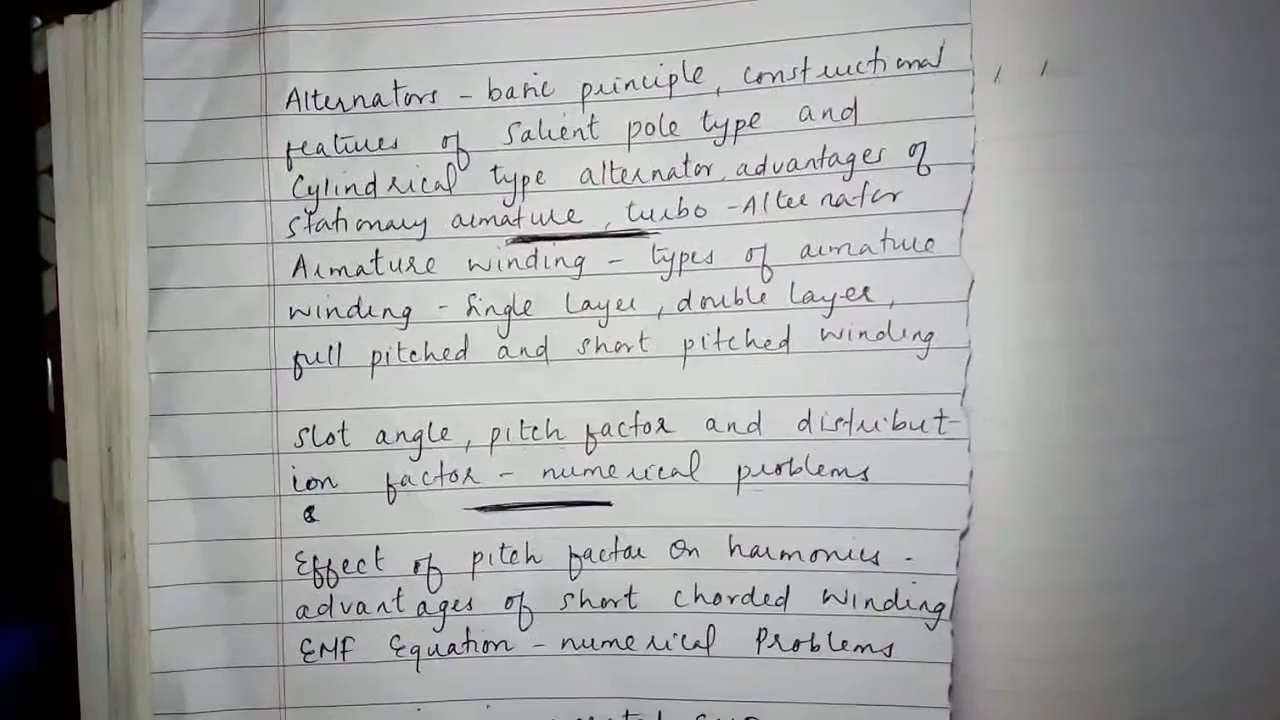 Alternators - basic principle, constructional
features of Salient pole type and
Cylindrical type alternator, advantages of
stationary armature, turbo - Alternator
Armature winding - types of armature
winding - Single layer, double layer,
full pitched and short pitched winding
Slot angle, pitch factor and distribut-
ion factor - numerical problems
&
Effect of pitch factor on harmonics -
advantages of short chorded winding
EMF Equation - numerical Problems